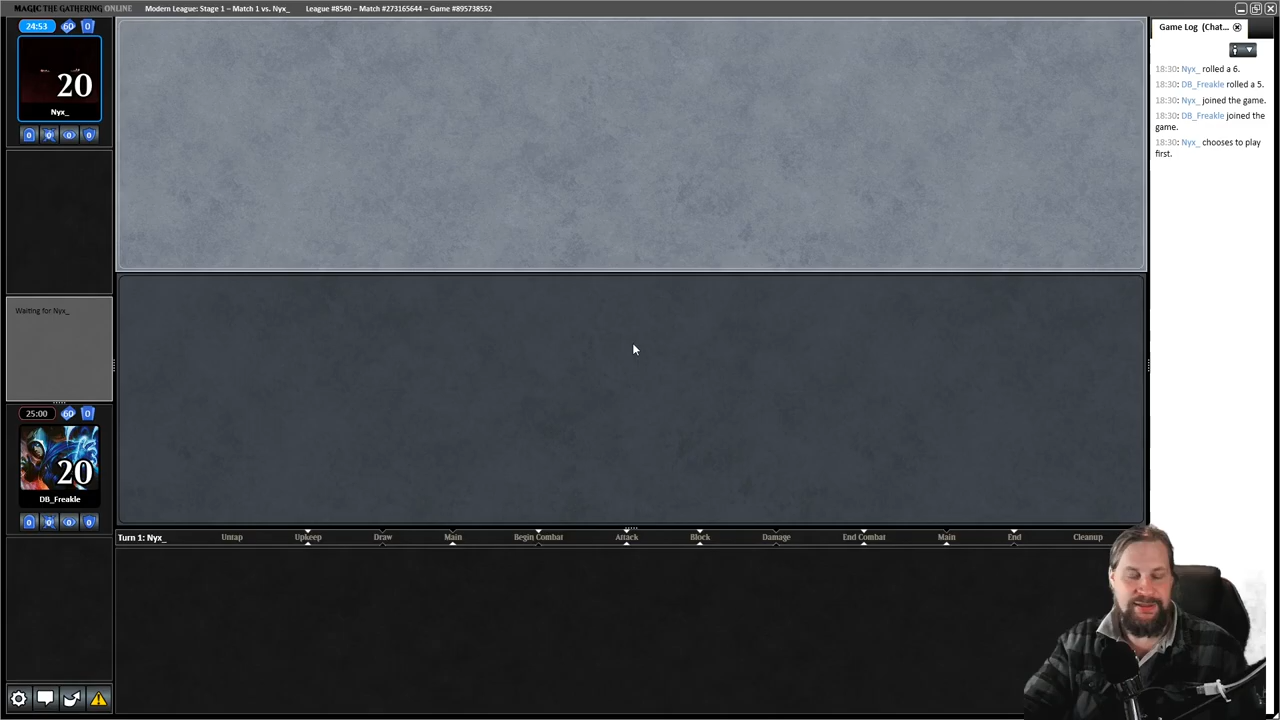 MAGIC THE GATHERING ONLINE Modern League: Stage 1 – Match 1 vs. Nyx_ League #8540 – Match #273165644 – Game #895738552
24:53 60 0
20
Nyx_
0 0 0 0
Waiting for Nyx_
25:00 60 0
20
DB_Freakle
0 0 0 0
Turn 1: Nyx_ Untap Upkeep Draw Main Begin Combat Attack Block Damage End Combat Main End Cleanup
Game Log (Chat...
18:30: Nyx_ rolled a 6.
18:30: DB_Freakle rolled a 5.
18:30: Nyx_ joined the game.
18:30: DB_Freakle joined the
game.
18:30: Nyx_ chooses to play
first.